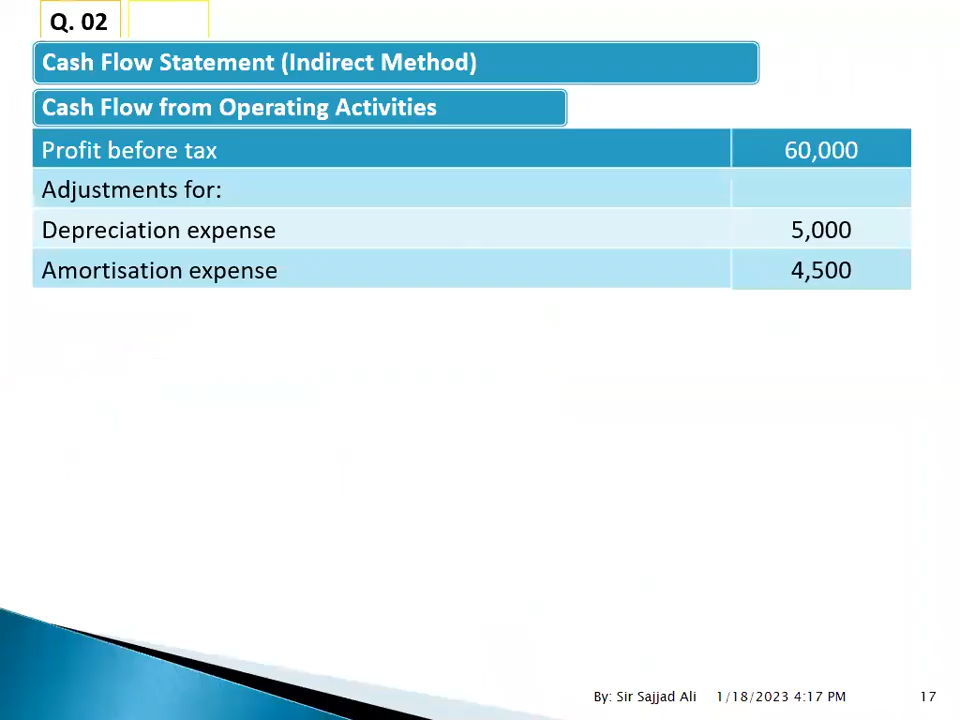 Q. 02
Cash Flow Statement (Indirect Method)
Cash Flow from Operating Activities
Profit before tax 60,000
Adjustments for:
Depreciation expense 5,000
Amortisation expense 4,500
By: Sir Sajjad Ali 1/18/2023 4:17 PM 17